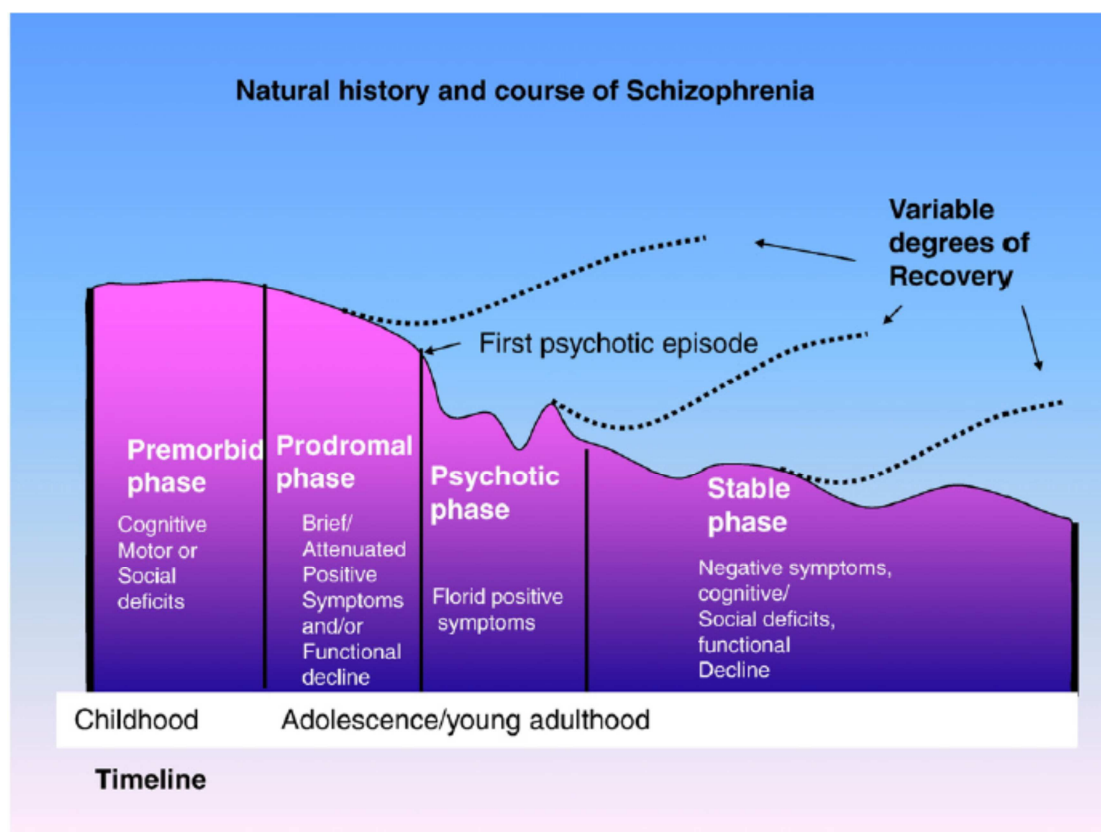 Natural history and course of Schizophrenia
Variable
degrees of
Recovery
First psychotic episode
Premorbid
phase
Cognitive
Motor or
Social
deficits
Prodromal
phase
Brief/
Attenuated
Positive
Symptoms
and/or
Functional
decline
Psychotic
phase
Florid positive
symptoms
Stable
phase
Negative symptoms,
cognitive/
Social deficits,
functional
Decline
Childhood
Adolescence/young adulthood
Timeline